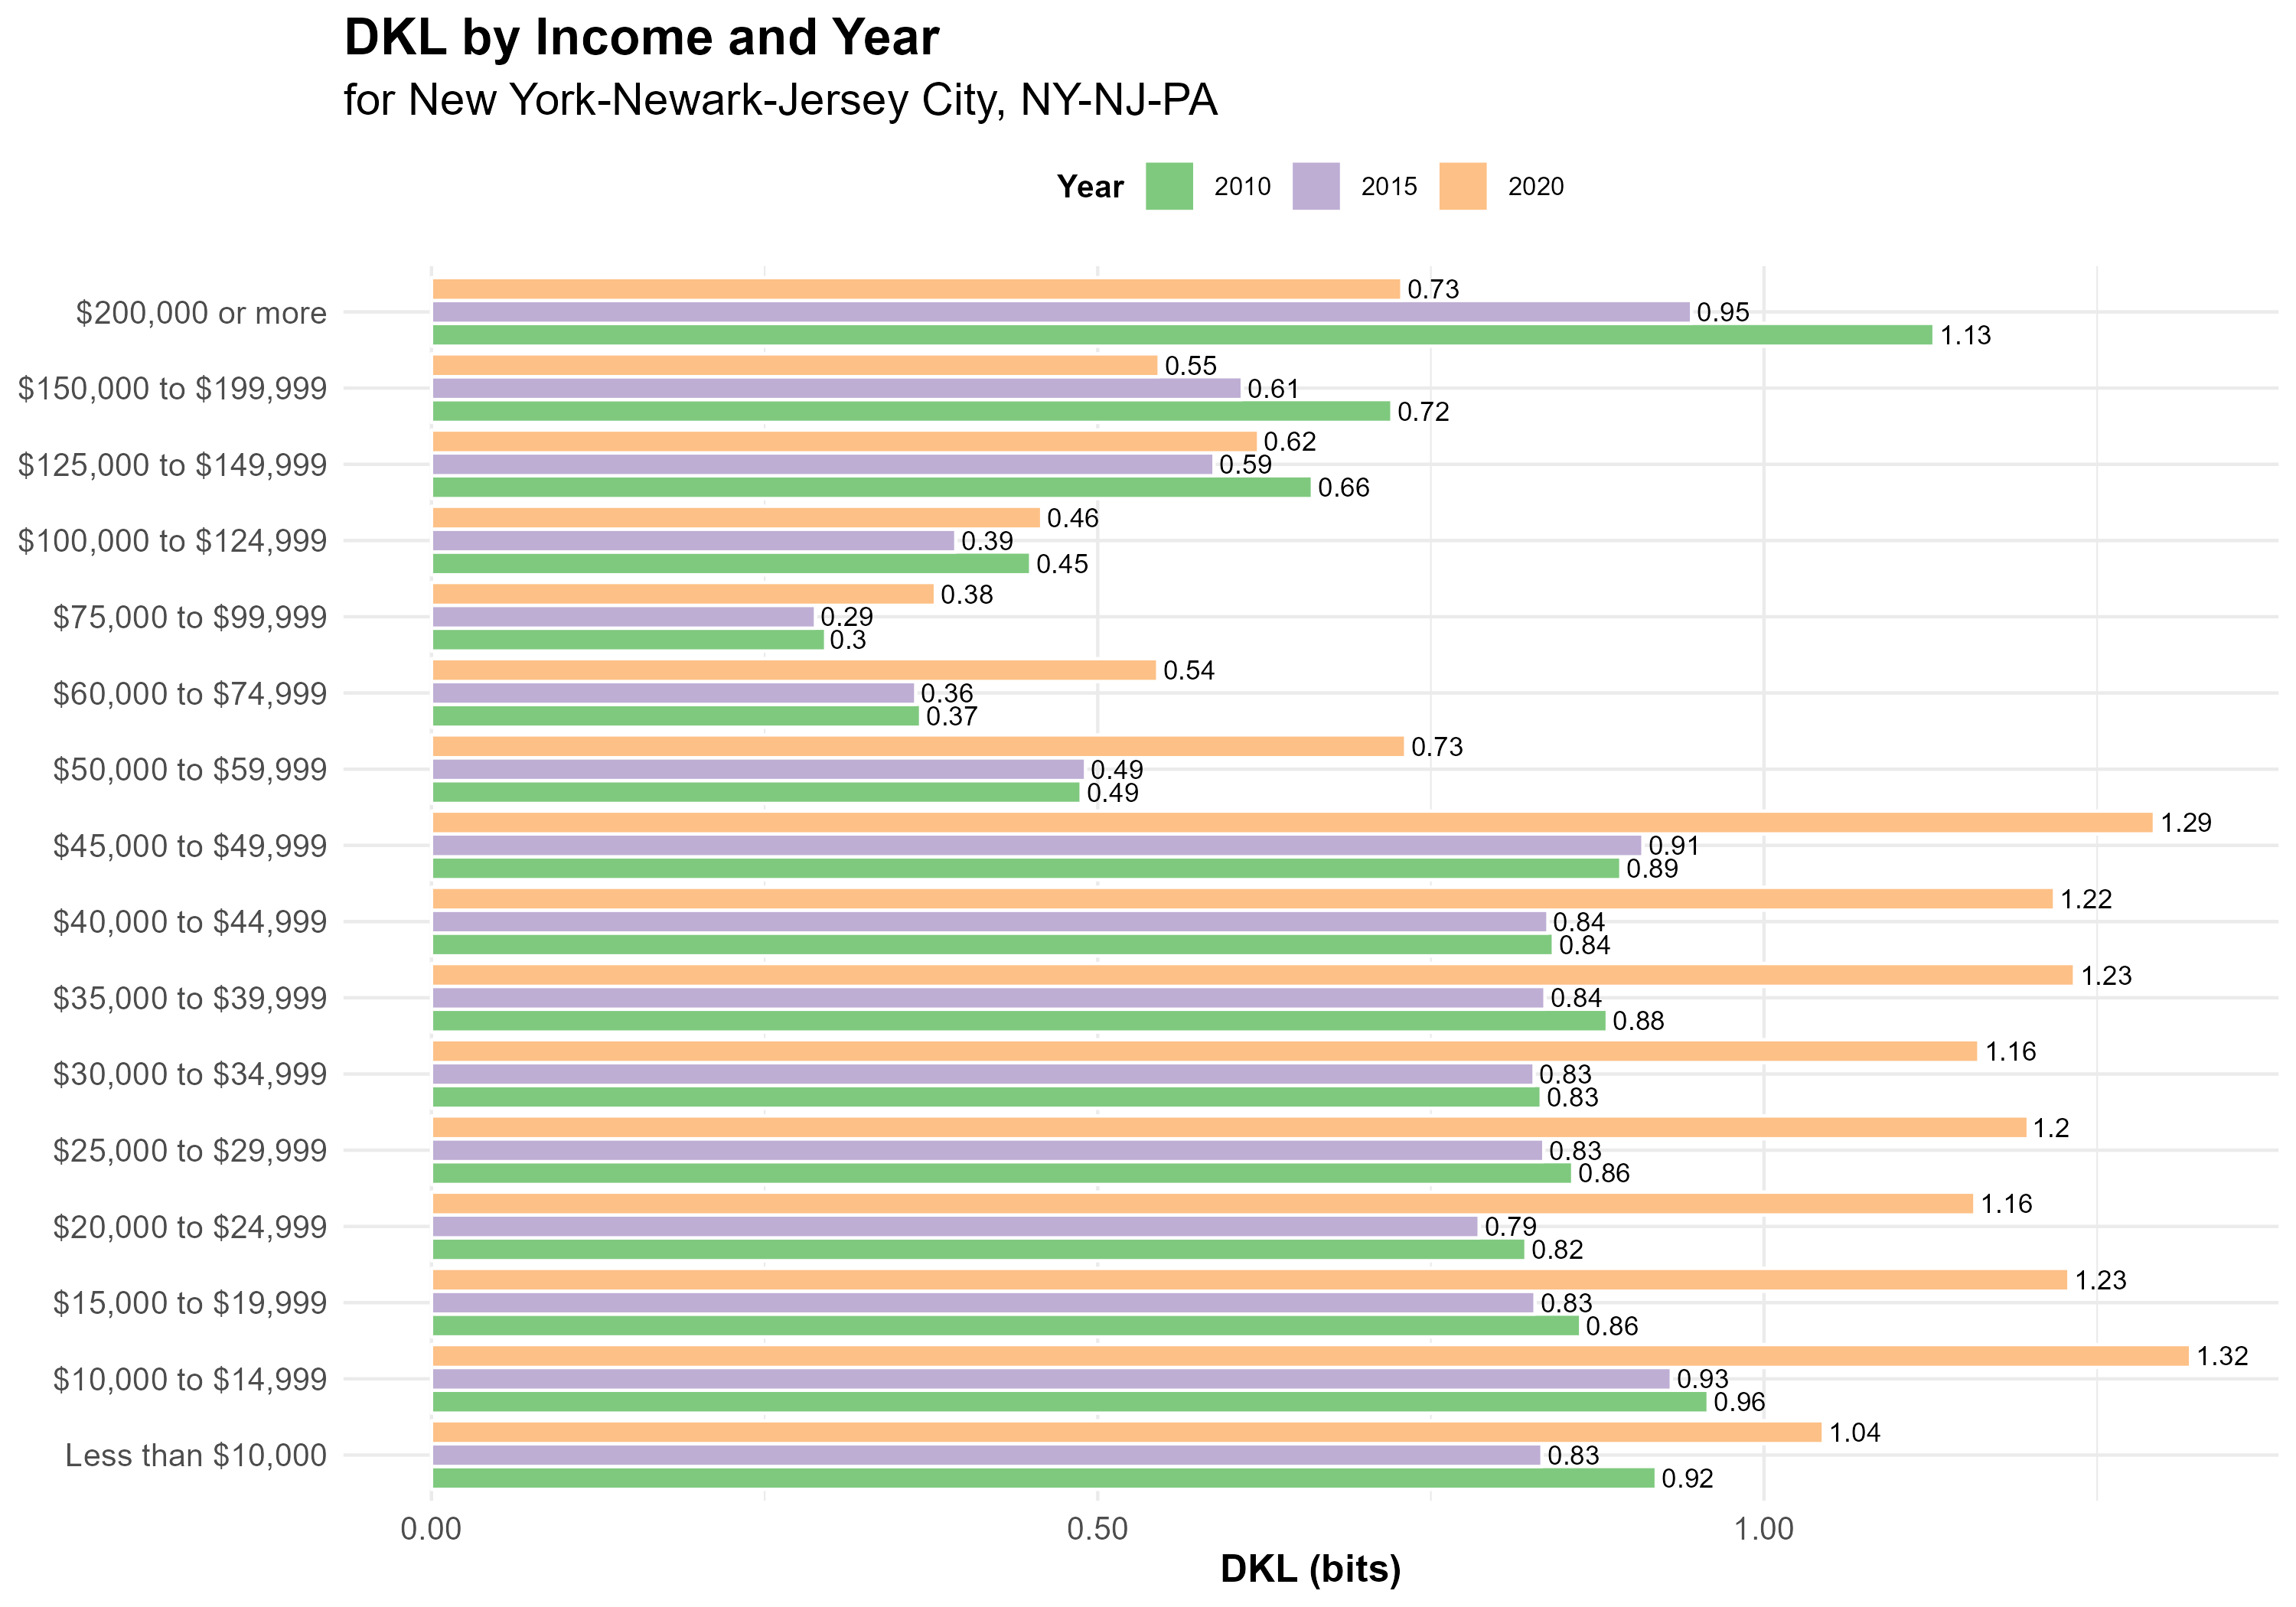 DKL by Income and Year
for New York-Newark-Jersey City, NY-NJ-PA
Year 2010 2015 2020
$200,000 or more
0.73
0.95
1.13
$150,000 to $199,999
0.55
0.61
0.72
$125,000 to $149,999
0.62
0.59
0.66
$100,000 to $124,999
0.46
0.39
0.45
$75,000 to $99,999
0.38
0.29
0.3
$60,000 to $74,999
0.54
0.36
0.37
$50,000 to $59,999
0.73
0.49
0.49
$45,000 to $49,999
1.29
0.91
0.89
$40,000 to $44,999
1.22
0.84
0.84
$35,000 to $39,999
1.23
0.84
0.88
$30,000 to $34,999
1.16
0.83
0.83
$25,000 to $29,999
1.2
0.83
0.86
$20,000 to $24,999
1.16
0.79
0.82
$15,000 to $19,999
1.23
0.83
0.86
$10,000 to $14,999
1.32
0.93
0.96
Less than $10,000
1.04
0.83
0.92
0.00 0.50 1.00
DKL (bits)